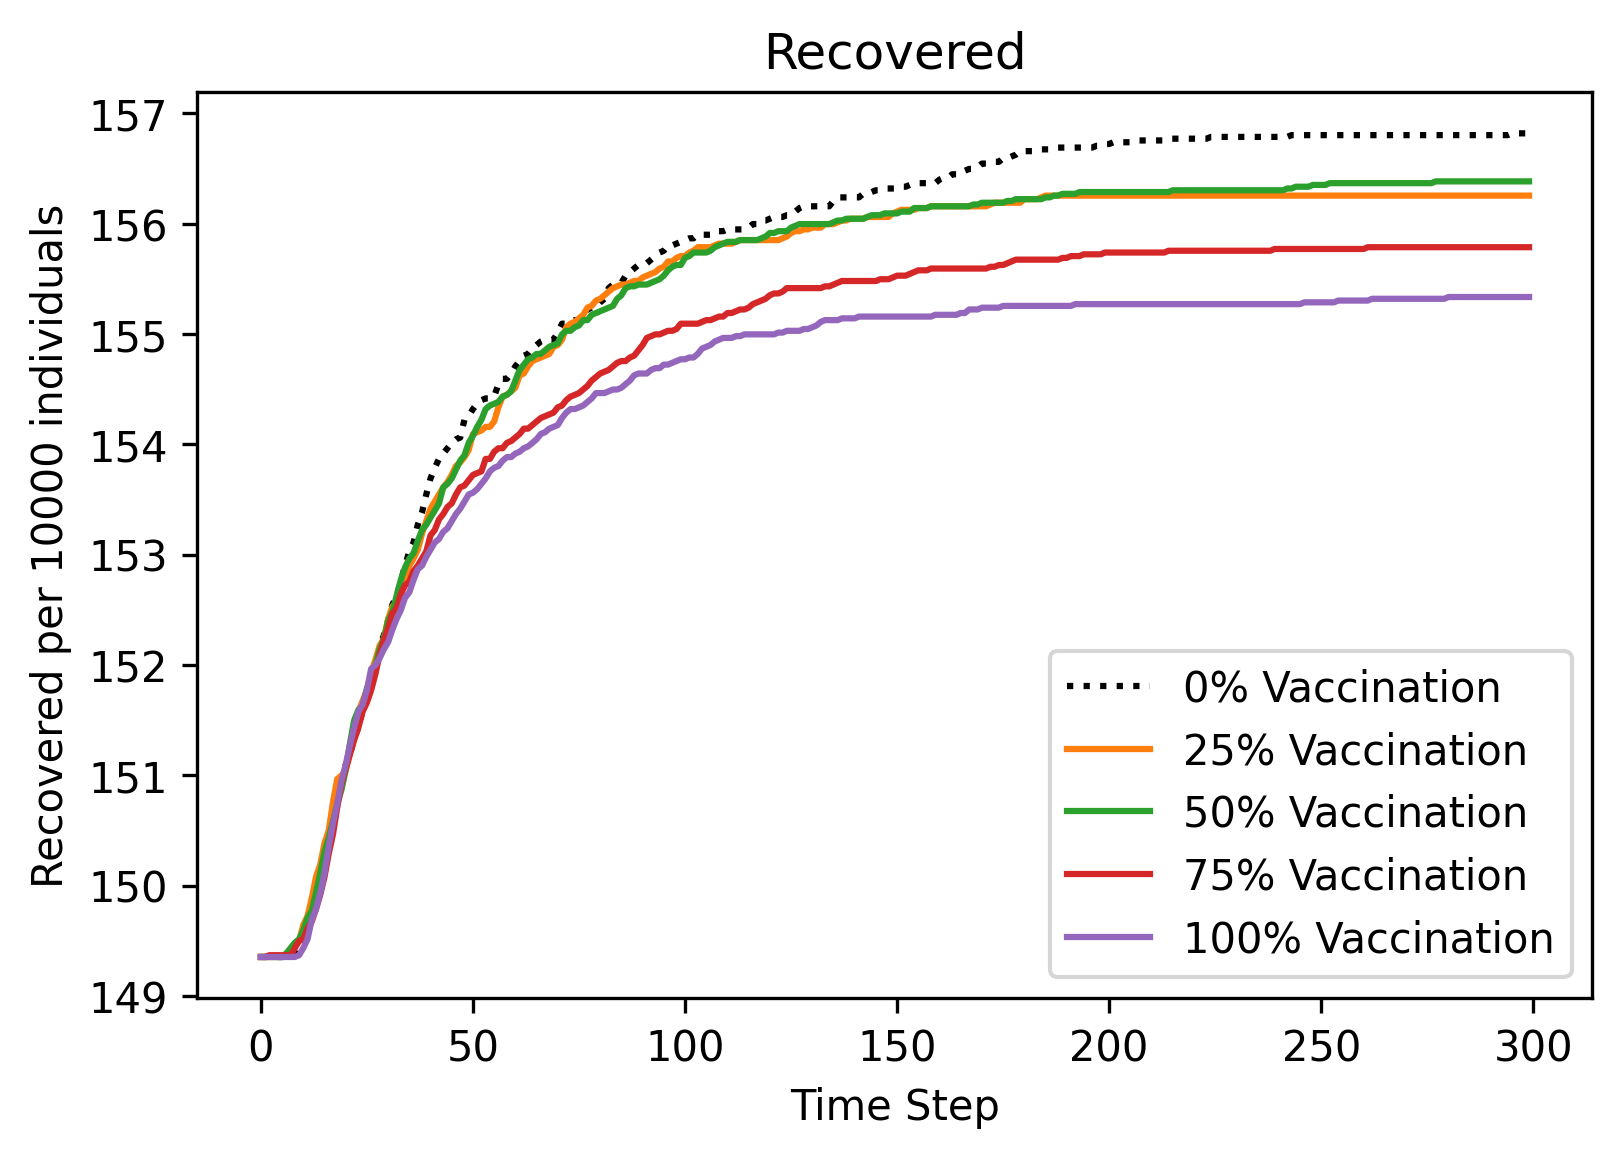 Recovered
Recovered per 10000 individuals
157
156
155
154
153
152
151
150
149
0% Vaccination
25% Vaccination
50% Vaccination
75% Vaccination
100% Vaccination
0 50 100 150 200 250 300
Time Step